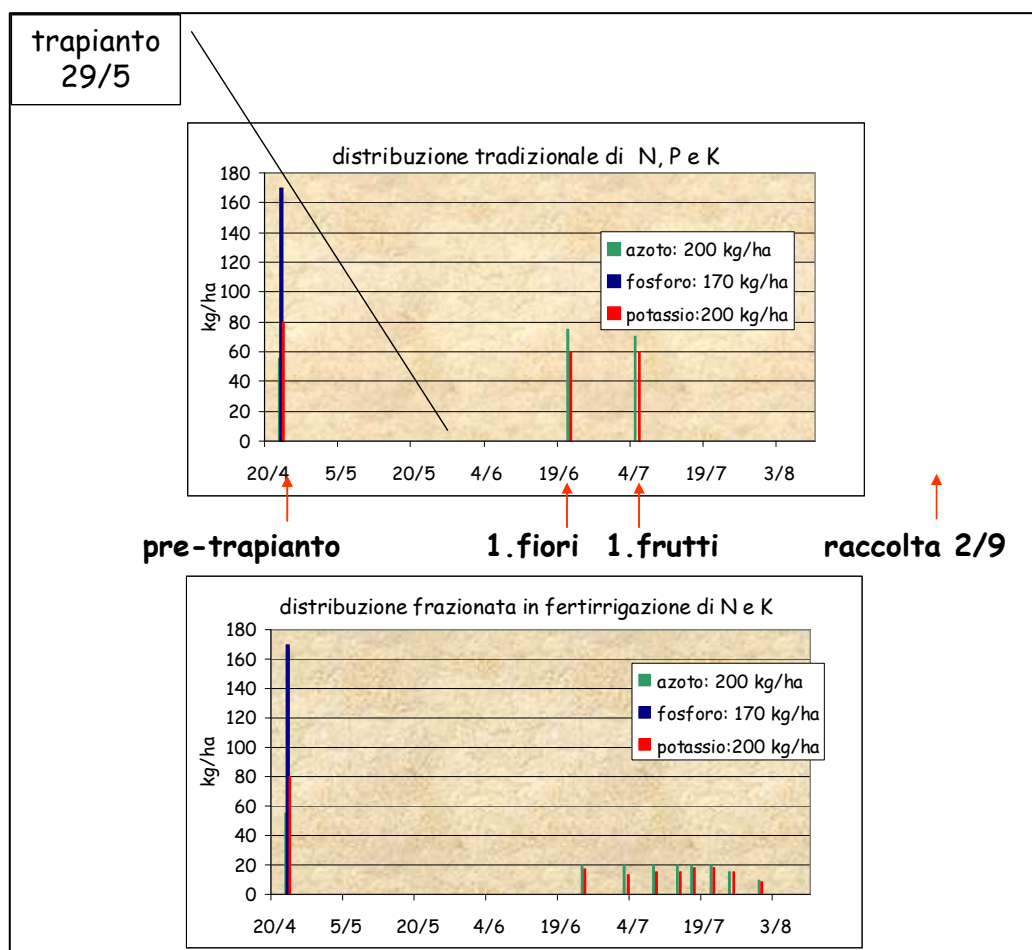 trapianto
29/5
distribuzione tradizionale di N, P e K
180
160
140
120
100
80
60
40
20
0
kg/ha
azoto: 200 kg/ha
fosforo: 170 kg/ha
potassio:200 kg/ha
20/4 5/5 20/5 4/6 19/6 4/7 19/7 3/8
pre-trapianto 1.fiori 1.frutti raccolta 2/9
distribuzione frazionata in fertirrigazione di N e K
180
160
140
120
100
80
60
40
20
0
kg/ha
azoto: 200 kg/ha
fosforo: 170 kg/ha
potassio:200 kg/ha
20/4 5/5 20/5 4/6 19/6 4/7 19/7 3/8